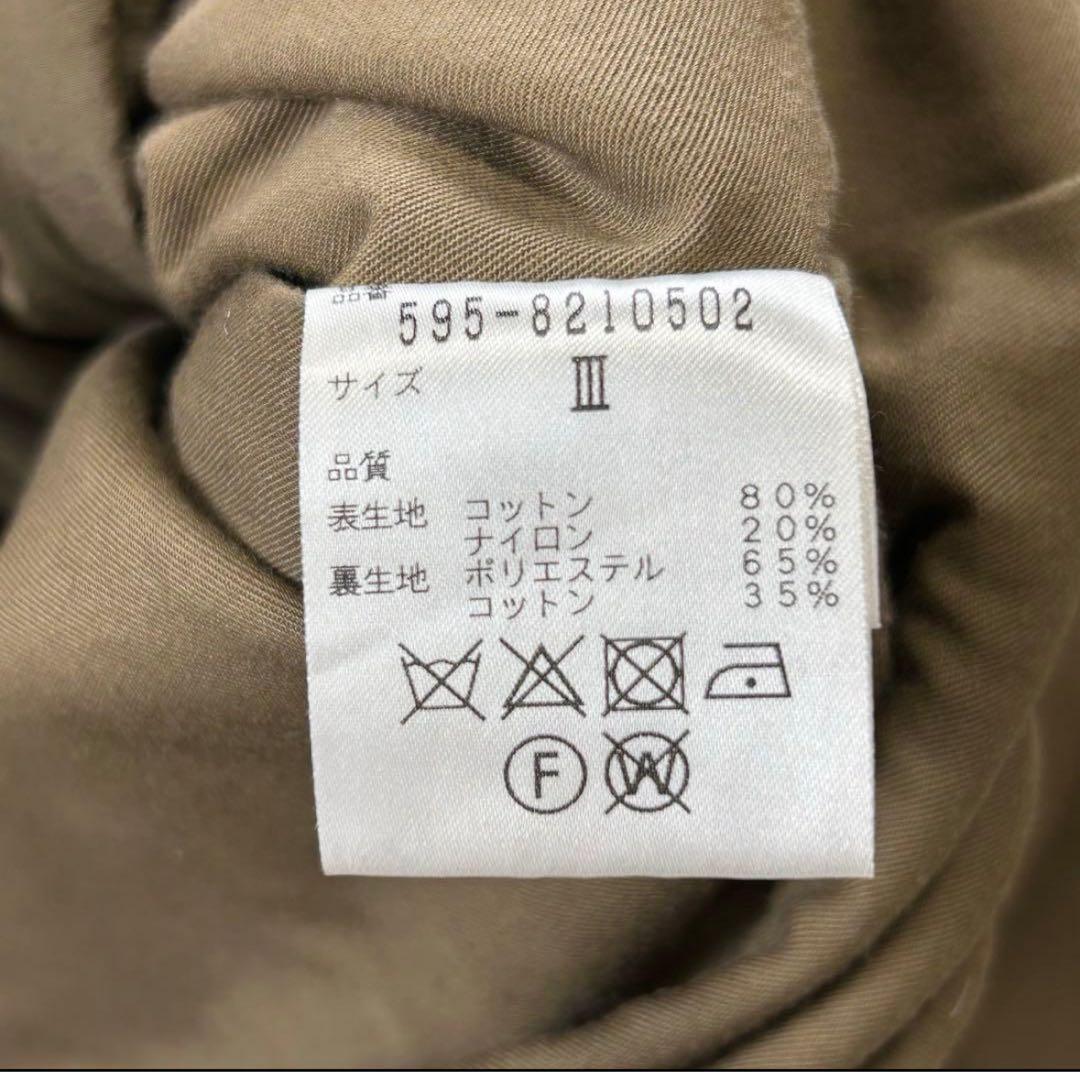 品番
595-8210502
サイズ Ⅲ
品質
表生地 コットン 80%
ナイロン 20%
裏生地 ポリエステル 65%
コットン 35%
F W